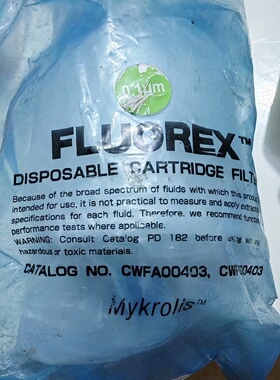 0.1µm
FLUOREX™
DISPOSABLE CARTRIDGE
Because of the broad spectrum of fluids with which this
intended for use, it is not practical to measure and apply
specifications for each fluid. Therefore, we recommend
performance tests where applicable.
WARNING: Consult Catalog PD 182 before
hazardous or toxic materials.
CATALOG NO. CWFA00403,
Mykrolis™